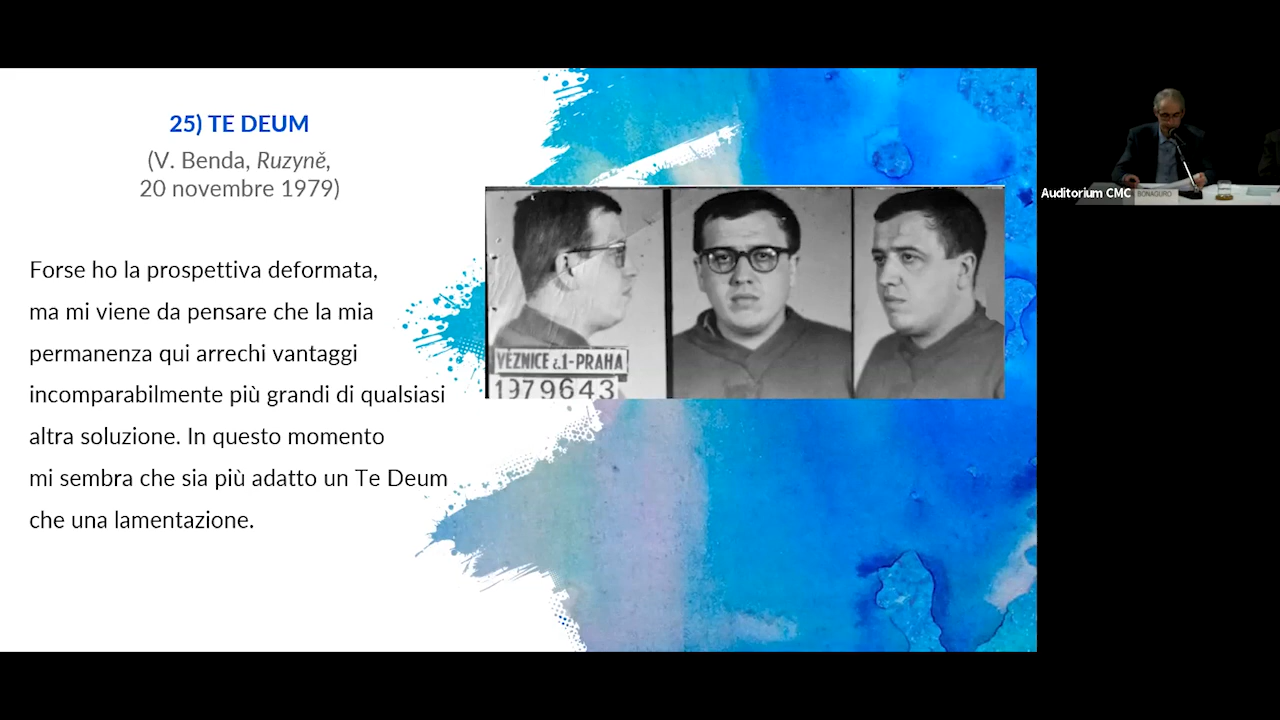 25) TE DEUM
(V. Benda, Ruzyně,
20 novembre 1979)
Forse ho la prospettiva deformata,
ma mi viene da pensare che la mia
permanenza qui arrechi vantaggi
incomparabilmente più grandi di qualsiasi
altra soluzione. In questo momento
mi sembra che sia più adatto un Te Deum
che una lamentazione.
VĚZNICE č.1-PRAHA
1979643
Auditorium CMC
BONAGURO